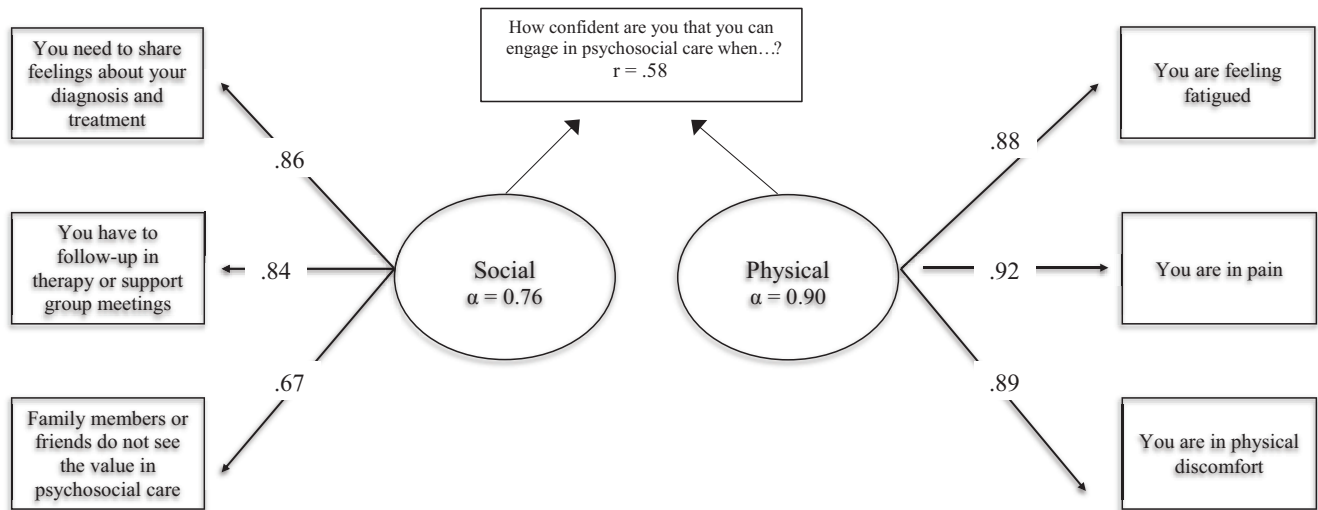 How confident are you that you can
engage in psychosocial care when…?
r = .58
You need to share
feelings about your
diagnosis and
treatment
.86
You have to
follow-up in
therapy or support
group meetings
.84
Family members or
friends do not see
the value in
psychosocial care
.67
Social
α = 0.76
Physical
α = 0.90
.88
You are feeling
fatigued
.92
You are in pain
.89
You are in physical
discomfort